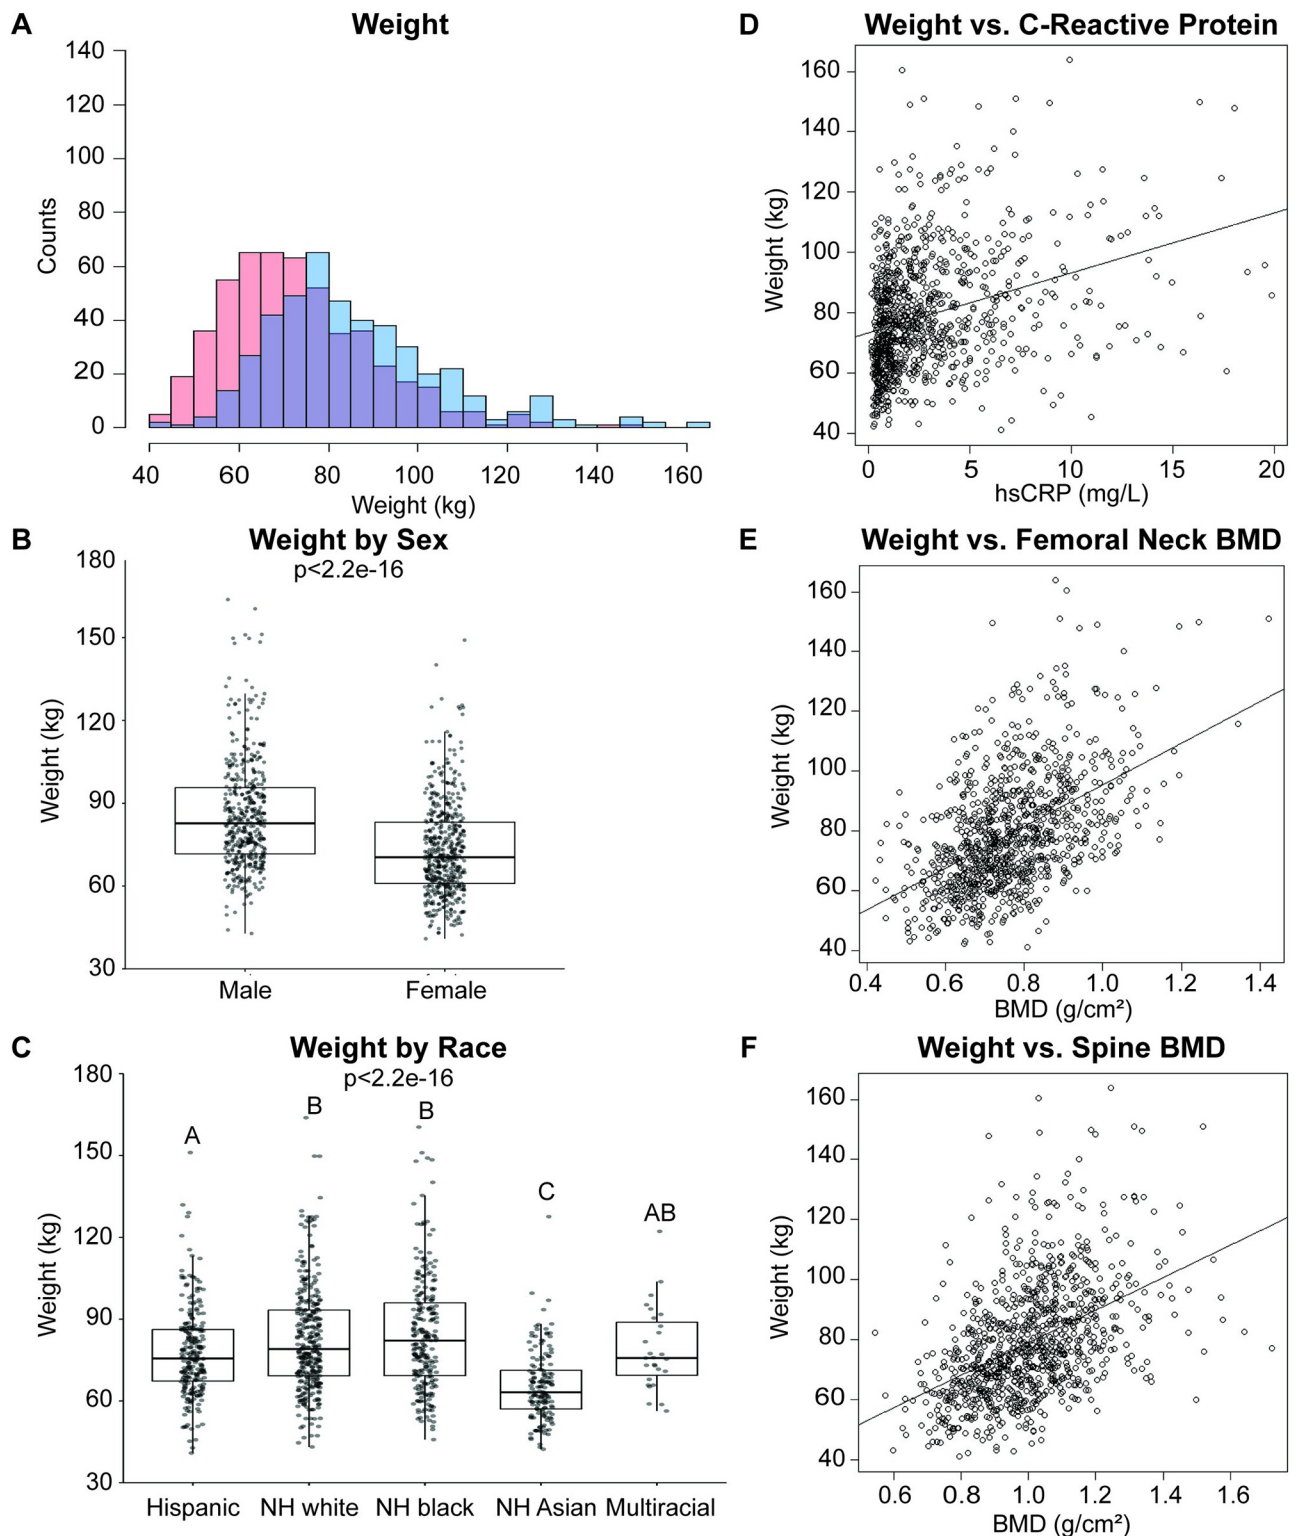 A
Weight
140
120
100
80
60
40
20
0
Counts
40 60 80 100 120 140 160
Weight (kg)
B
Weight by Sex
p<2.2e-16
180
150
120
90
60
30
Weight (kg)
Male Female
C
Weight by Race
p<2.2e-16
180
150
120
90
60
30
Weight (kg)
A B B C AB
Hispanic NH white NH black NH Asian Multiracial
D
Weight vs. C-Reactive Protein
160
140
120
100
80
60
40
Weight (kg)
0 5 10 15 20
hsCRP (mg/L)
E
Weight vs. Femoral Neck BMD
160
140
120
100
80
60
40
Weight (kg)
0.4 0.6 0.8 1.0 1.2 1.4
BMD (g/cm²)
F
Weight vs. Spine BMD
160
140
120
100
80
60
40
Weight (kg)
0.6 0.8 1.0 1.2 1.4 1.6
BMD (g/cm²)